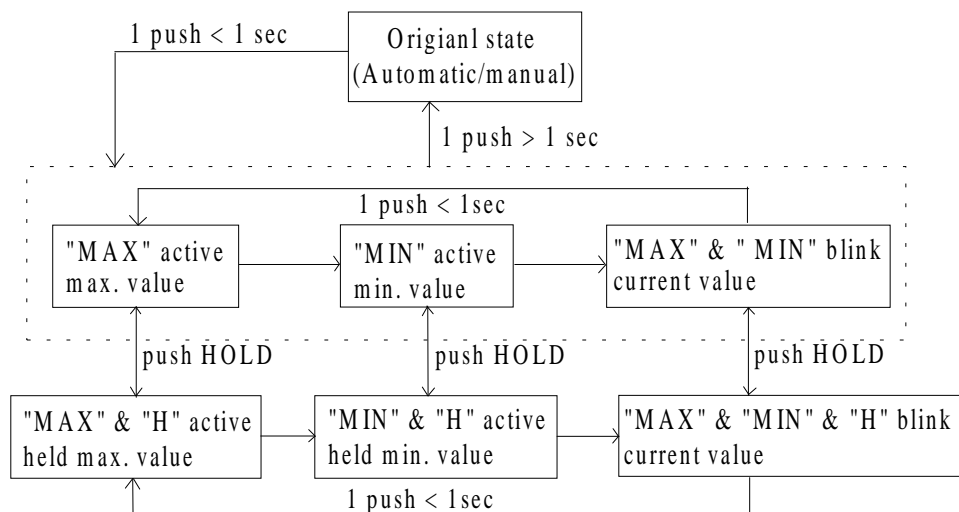 1 push < 1 sec
Origianl state
(Automatic/manual)
1 push > 1 sec
1 push < 1sec
"MAX" active
max. value
"MIN" active
min. value
"MAX" & " MIN" blink
current value
push HOLD
push HOLD
push HOLD
"MAX" & "H" active
held max. value
"MIN" & "H" active
held min. value
"MAX" & "MIN" & "H" blink
current value
1 push < 1sec